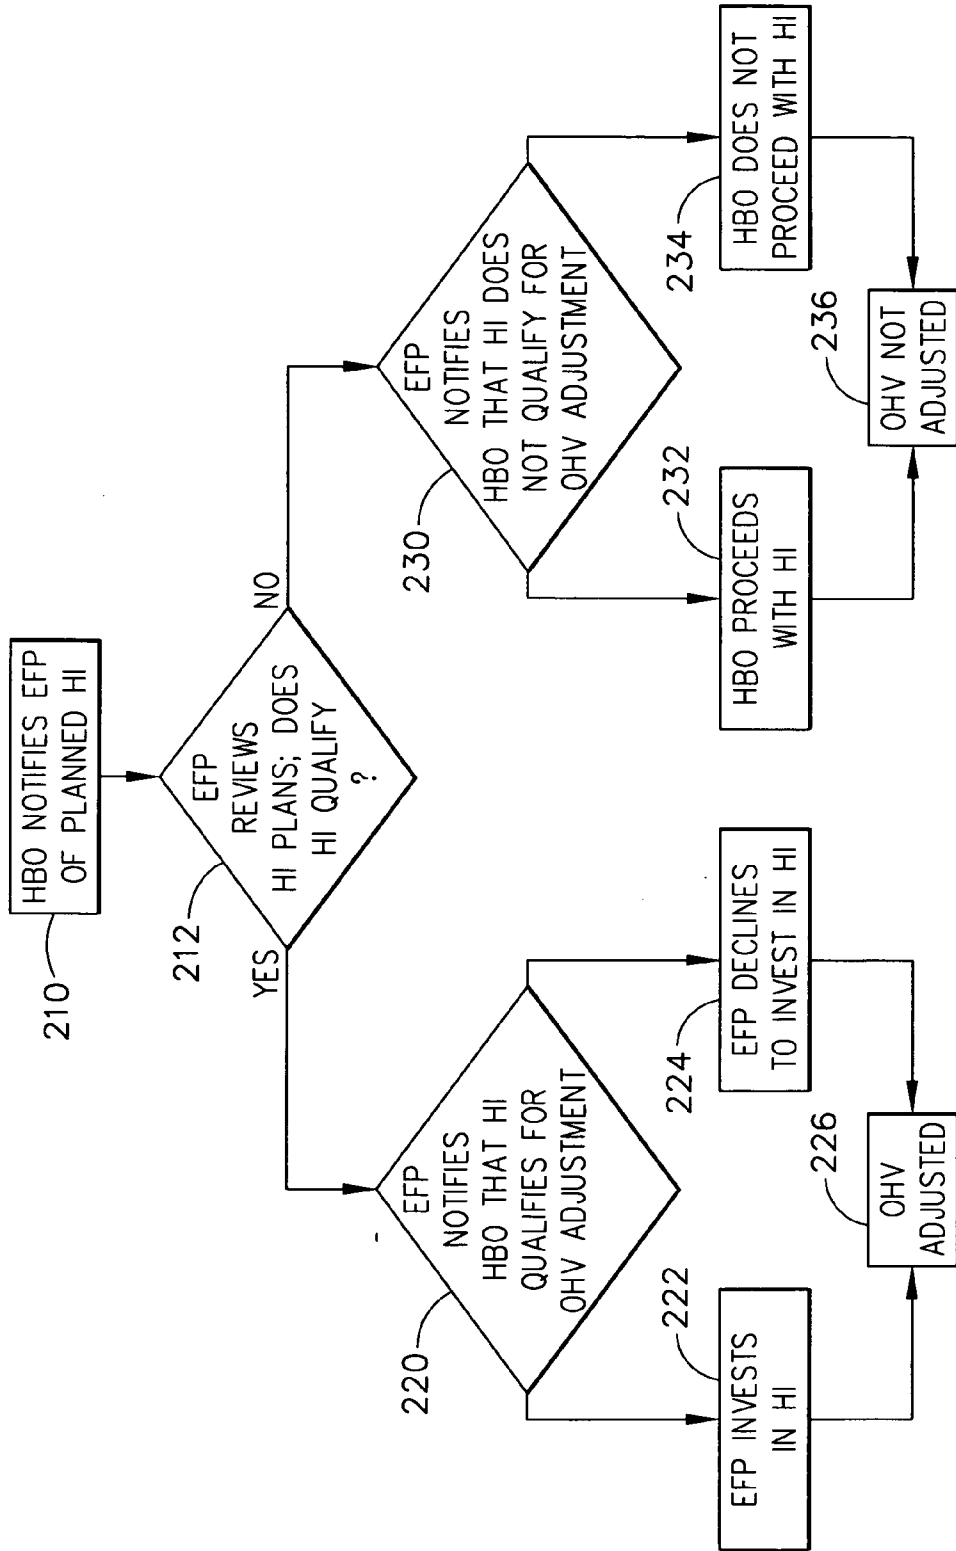 HBO NOTIFIES EFP
OF PLANNED HI
210
EFP
REVIEWS
HI PLANS; DOES
HI QUALIFY
?
212
YES
NO
EFP
NOTIFIES
HBO THAT HI
QUALIFIES FOR
OHV ADJUSTMENT
220
EFP
NOTIFIES
HBO THAT HI DOES
NOT QUALIFY FOR
OHV ADJUSTMENT
230
EFP INVESTS
IN HI
222
EFP DECLINES
TO INVEST IN HI
224
HBO PROCEEDS
WITH HI
232
HBO DOES NOT
PROCEED WITH HI
234
OHV
ADJUSTED
226
OHV NOT
ADJUSTED
236